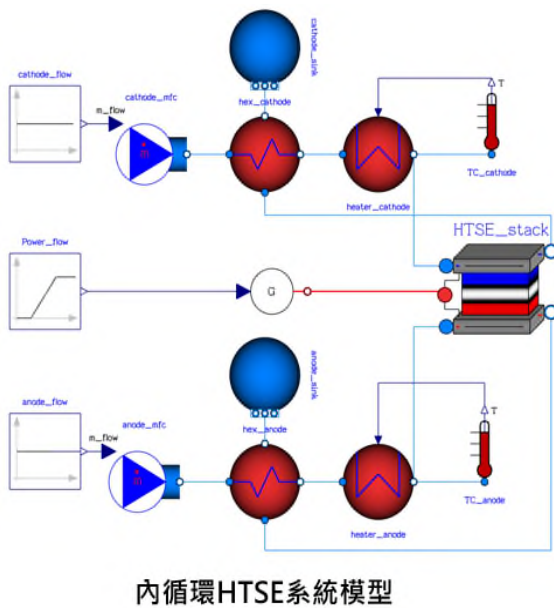 cathode_sink
cathode_flow
m_flow
cathode_mfc
hex_cathode
T
TC_cathode
heater_cathode
HTSE_stack
Power_flow
G
anode_sink
anode_flow
m_flow
anode_mfc
hex_anode
T
TC_anode
heater_anode
內循環HTSE系統模型